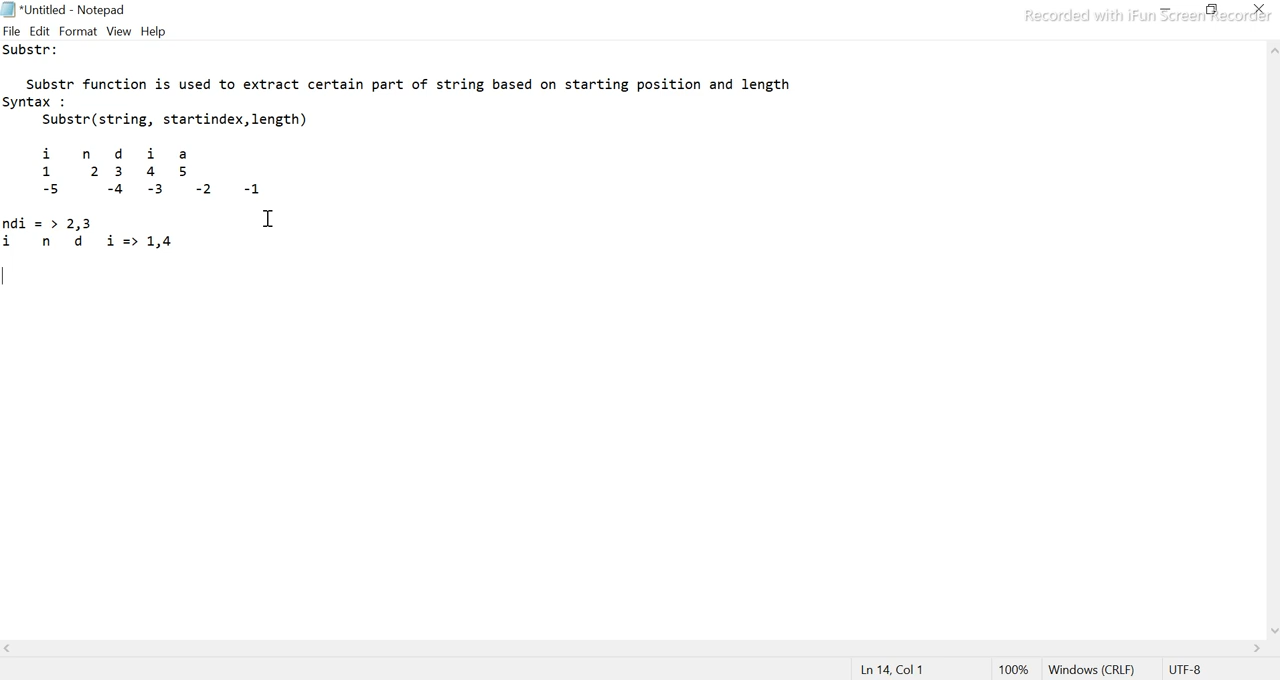 *Untitled - Notepad
Recorded with iFun Screen Recorder
File Edit Format View Help
Substr:
Substr function is used to extract certain part of string based on starting position and length
Syntax :
Substr(string, startindex,length)
i n d i a
1 2 3 4 5
-5 -4 -3 -2 -1
ndi = > 2,3
i n d i => 1,4
Ln 14, Col 1 100% Windows (CRLF) UTF-8